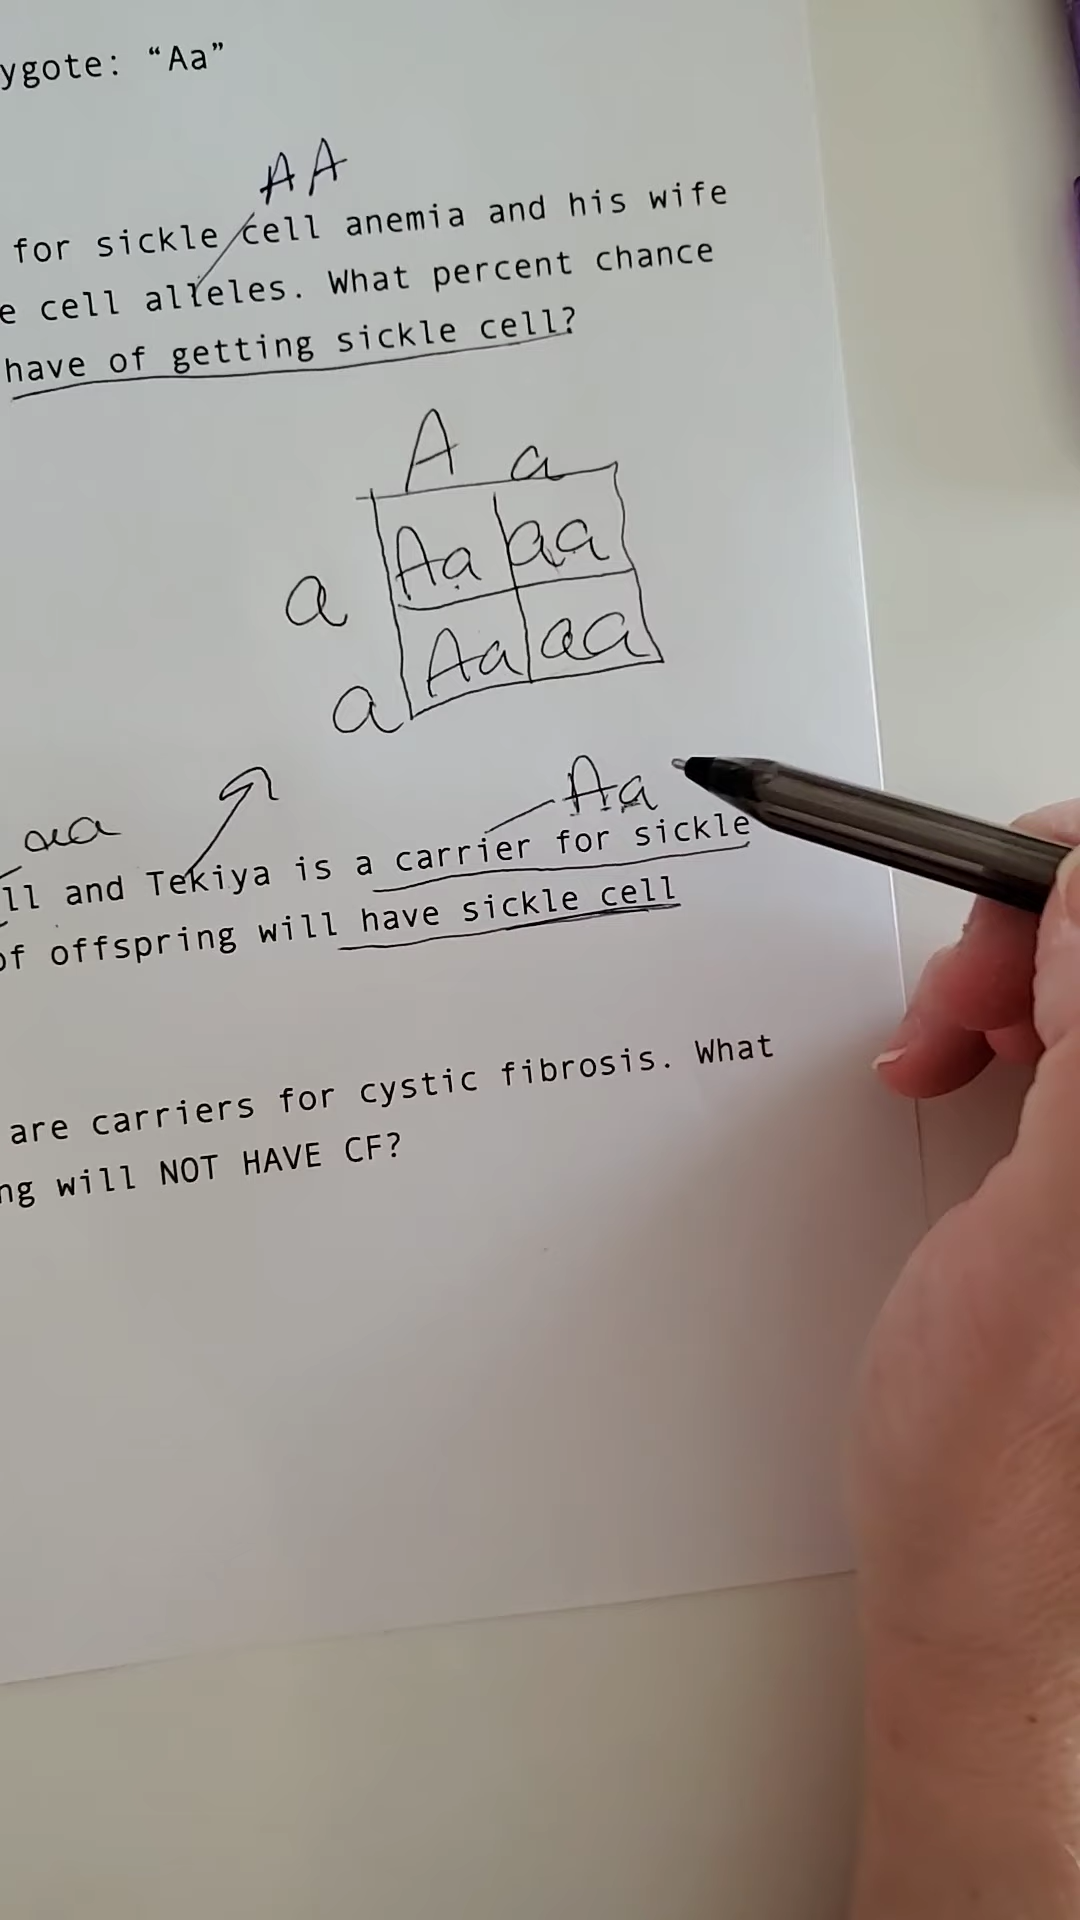 ygote: “Aa”
AA
for sickle cell anemia and his wife
e cell alleles. What percent chance
have of getting sickle cell?
A a
a Aa aa
a Aa aa
aa Aa
ll and Tekiya is a carrier for sickle
of offspring will have sickle cell
are carriers for cystic fibrosis. What
ng will NOT HAVE CF?